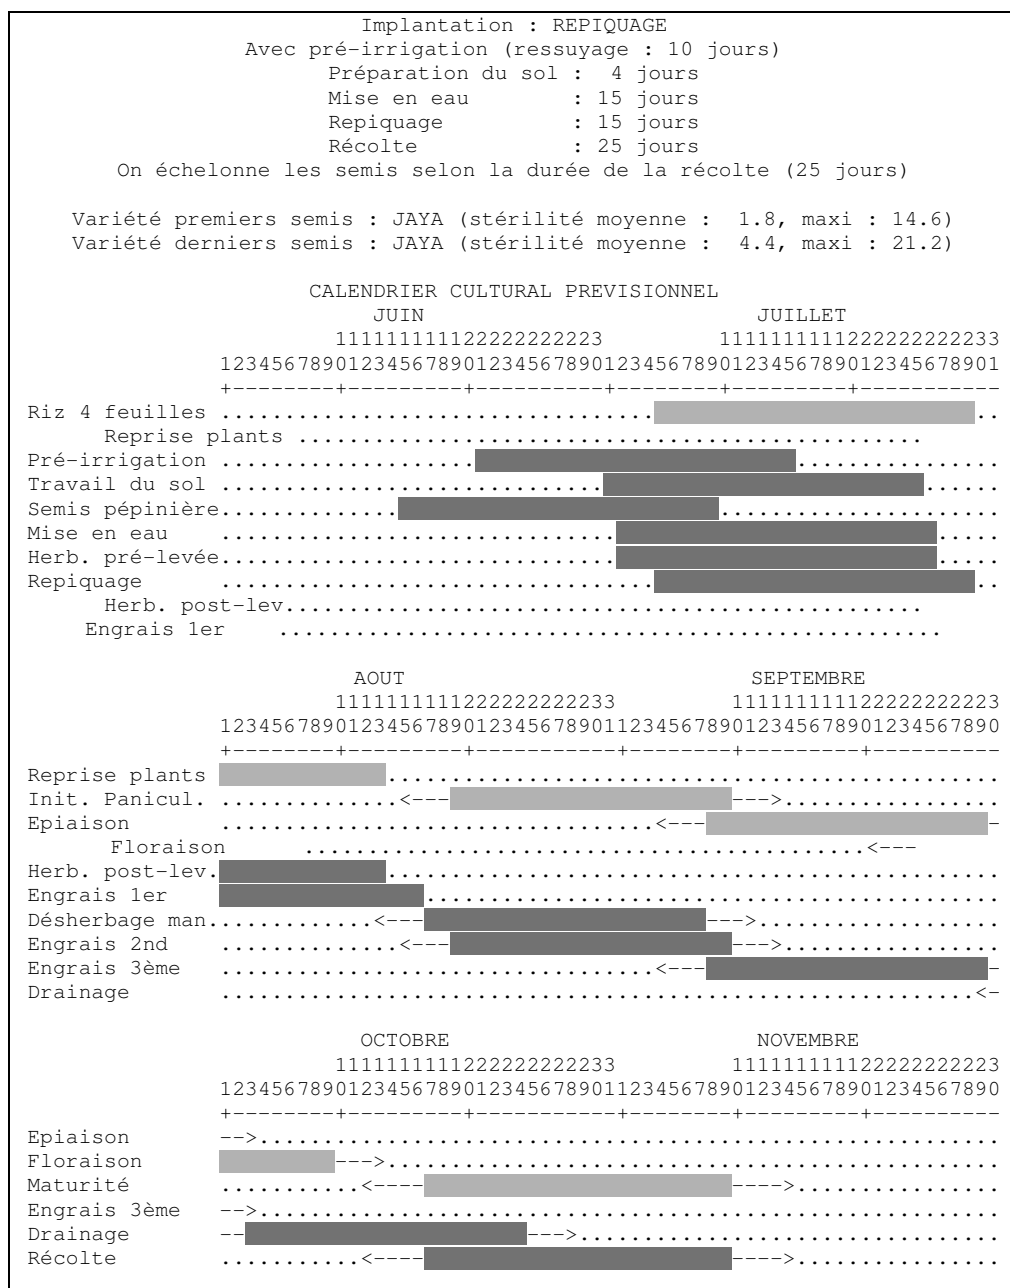 Implantation : REPIQUAGE
Avec pré-irrigation (ressuyage : 10 jours)
Préparation du sol :  4 jours
Mise en eau        : 15 jours
Repiquage          : 15 jours
Récolte            : 25 jours
On échelonne les semis selon la durée de la récolte (25 jours)
Variété premiers semis : JAYA (stérilité moyenne :  1.8, maxi : 14.6)
Variété derniers semis : JAYA (stérilité moyenne :  4.4, maxi : 21.2)
CALENDRIER CULTURAL PREVISIONNEL
JUIN JUILLET
111111111122222222223 11111111112222222222233
1234567890123456789012345678901234567890123456789012345678901
+--------+---------+----------+--------+---------+-----------
Riz 4 feuilles .................................. ..
Reprise plants .................................................
Pré-irrigation .................... ................
Travail du sol .............................. ......
Semis pépinière.............. ......................
Mise en eau    ............................... .....
Herb. pré-levée............................... .....
Repiquage      .................................. ..
Herb. post-lev..................................................
Engrais 1er    ....................................................
AOUT SEPTEMBRE
1111111111222222222233 111111111122222222223
1234567890123456789012345678901123456789012345678901234567890
+--------+---------+-----------+--------+---------+----------
Reprise plants ................................................
Init. Panicul. ..............<--- --->.................
Epiaison       ..................................<--- -
Floraison      ............................................<---
Herb. post-lev. ................................................
Engrais 1er .............................................
Désherbage man.............<--- --->...................
Engrais 2nd    ..............<--- --->.................
Engrais 3ème   ..................................<--- -
Drainage       ...........................................................<-
OCTOBRE NOVEMBRE
1111111111222222222233 111111111122222222223
1234567890123456789012345678901123456789012345678901234567890
+--------+---------+-----------+--------+---------+----------
Epiaison       -->..........................................................
Floraison --->................................................
Maturité       ...........<---- ---->................
Engrais 3ème   -->..........................................................
Drainage       -- --->.................................
Récolte        ...........<---- ---->................